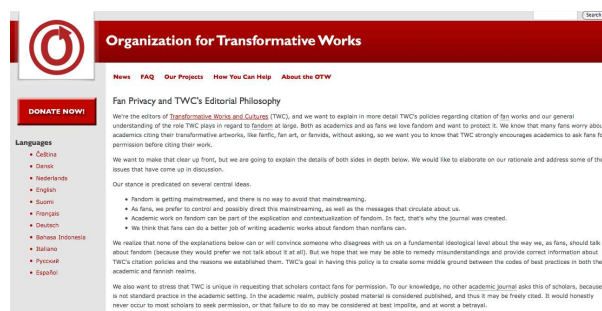 Search
Organization for Transformative Works
News FAQ Our Projects How You Can Help About the OTW
DONATE NOW!
Languages
Čeština
Dansk
Nederlands
English
Suomi
Français
Deutsch
Bahasa Indonesia
Italiano
Русский
Español
Fan Privacy and TWC's Editorial Philosophy
We're the editors of Transformative Works and Cultures (TWC), and we want to explain in more detail TWC's policies regarding citation of fan works and our general
understanding of the role TWC plays in regard to fandom at large. Both as academics and as fans we love fandom and want to protect it. We know that many fans worry
academics citing their transformative artworks, like fanfic, fan art, or fanvids, without asking, so we want you to know that TWC strongly encourages academics to ask fans
permission before citing their work.
We want to make that clear up front, but we are going to explain the details of both sides in depth below. We would like to elaborate on our rationale and address some of the
issues that have come up in discussion.
Our stance is predicated on several central ideas.
Fandom is getting mainstreamed, and there is no way to avoid that mainstreaming.
As fans, we prefer to control and possibly direct this mainstreaming, as well as the messages that circulate about us.
Academic work on fandom can be part of the explication and contextualization of fandom. In fact, that's why the journal was created.
We think that fans can do a better job of writing academic works about fandom than nonfans can.
We realize that none of the explanations below can or will convince someone who disagrees with us on a fundamental ideological level about the way we, as fans, should talk
about fandom (because they would prefer we not talk about it at all). But we hope that we may be able to remedy misunderstandings and provide correct information about
TWC's citation policies and the reasons we established them. TWC's goal in having this policy is to create some middle ground between the codes of best practices in both the
academic and fannish realms.
We also want to stress that TWC is unique in requesting that scholars contact fans for permission. To our knowledge, no other academic journal asks this of scholars, because
is not standard practice in the academic setting. In the academic realm, publicly posted material is considered published, and thus it may be freely cited. It would honestly
never occur to most scholars to seek permission, or that failure to do so may be considered at best impolite, and at worst a betrayal.